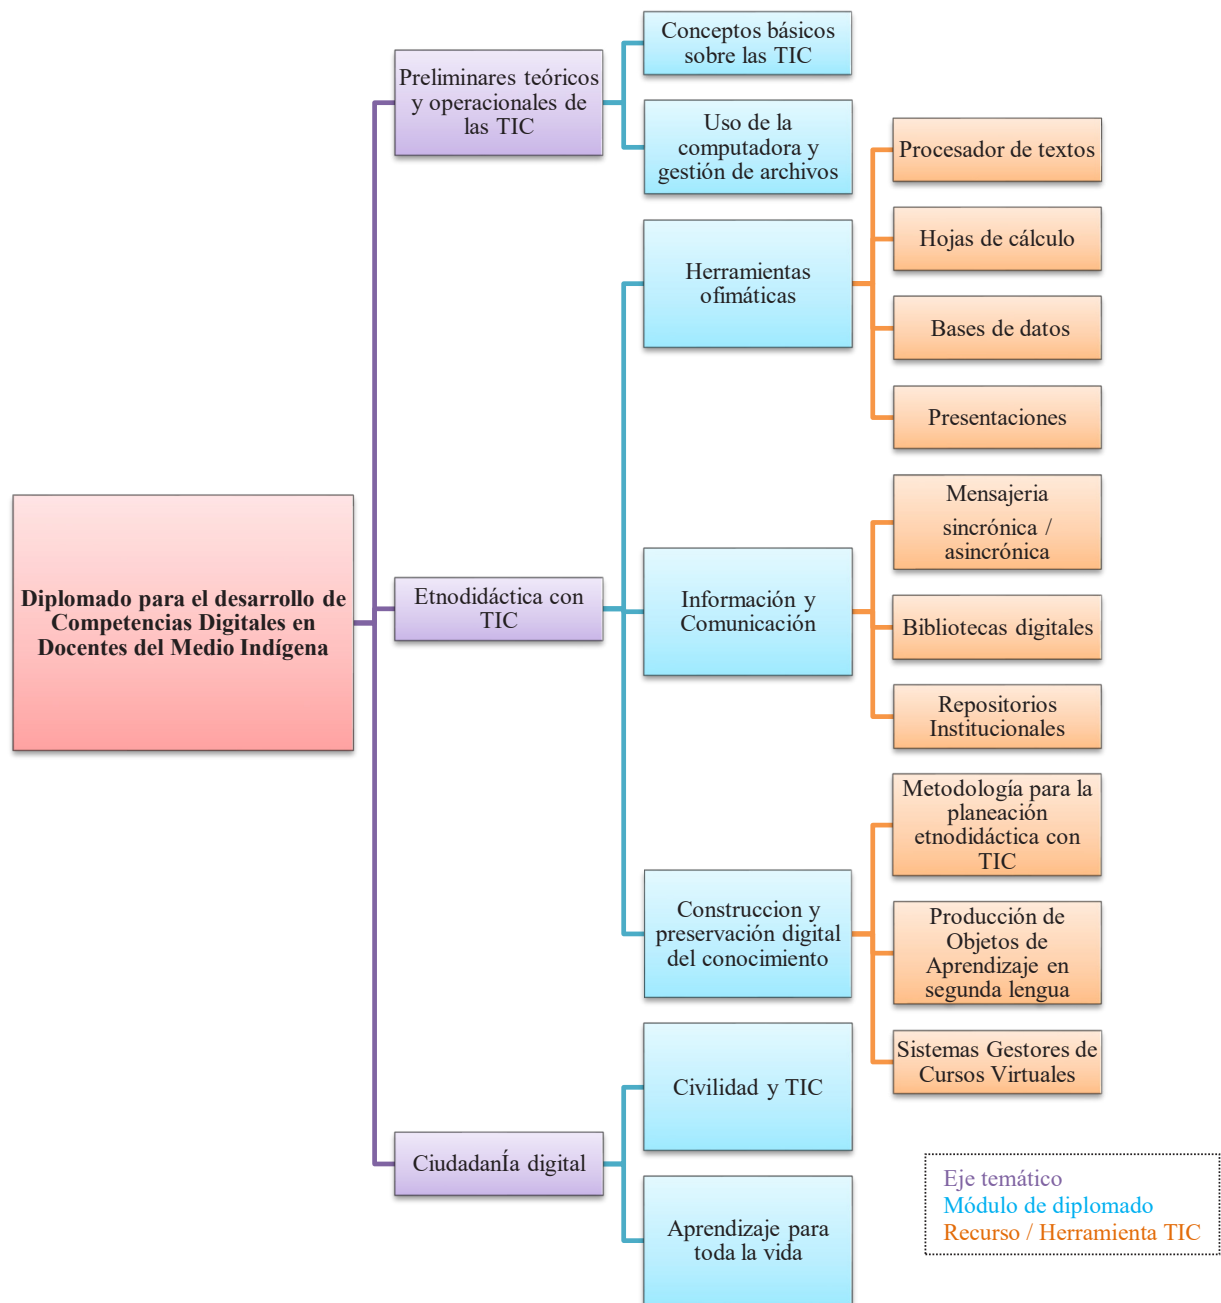 Diplomado para el desarrollo de
Competencias Digitales en
Docentes del Medio Indígena
Preliminares teóricos
y operacionales de
las TIC
Conceptos básicos
sobre las TIC
Uso de la
computadora y
gestión de archivos
Etnodidáctica con
TIC
Herramientas
ofimáticas
Procesador de textos
Hojas de cálculo
Bases de datos
Presentaciones
Información y
Comunicación
Mensajeria
sincrónica /
asincrónica
Bibliotecas digitales
Repositorios
Institucionales
Construccion y
preservación digital
del conocimiento
Metodología para la
planeación
etnodidáctica con
TIC
Producción de
Objetos de
Aprendizaje en
segunda lengua
Sistemas Gestores de
Cursos Virtuales
CiudadanÍa digital
Civilidad y TIC
Aprendizaje para
toda la vida
Eje temático
Módulo de diplomado
Recurso / Herramienta TIC